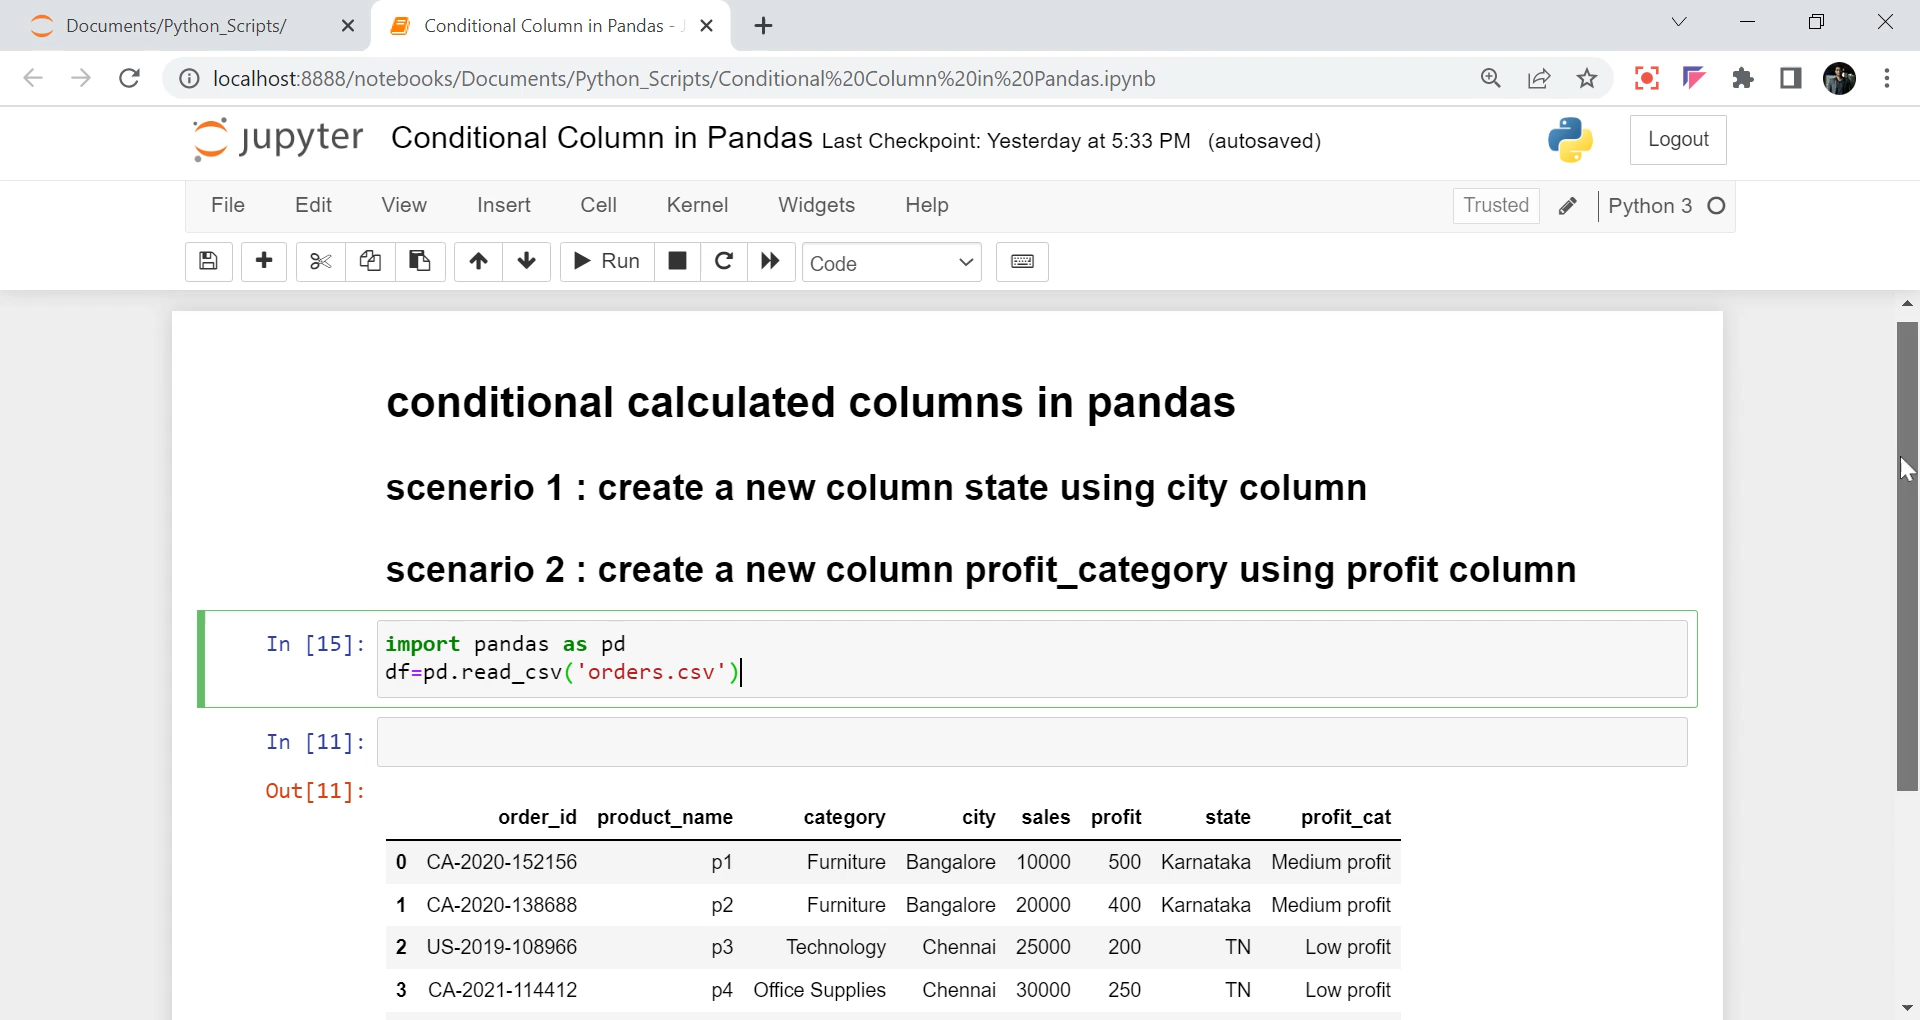 Documents/Python_Scripts/
Conditional Column in Pandas - J
localhost:8888/notebooks/Documents/Python_Scripts/Conditional%20Column%20in%20Pandas.ipynb
jupyter Conditional Column in Pandas Last Checkpoint: Yesterday at 5:33 PM (autosaved)
Logout
File Edit View Insert Cell Kernel Widgets Help
Trusted Python 3
Run Code
conditional calculated columns in pandas
scenerio 1 : create a new column state using city column
scenario 2 : create a new column profit_category using profit column
In [15]: import pandas as pd
df=pd.read_csv('orders.csv')
In [11]:
Out[11]:
order_id product_name category city sales profit state profit_cat
0 CA-2020-152156 p1 Furniture Bangalore 10000 500 Karnataka Medium profit
1 CA-2020-138688 p2 Furniture Bangalore 20000 400 Karnataka Medium profit
2 US-2019-108966 p3 Technology Chennai 25000 200 TN Low profit
3 CA-2021-114412 p4 Office Supplies Chennai 30000 250 TN Low profit